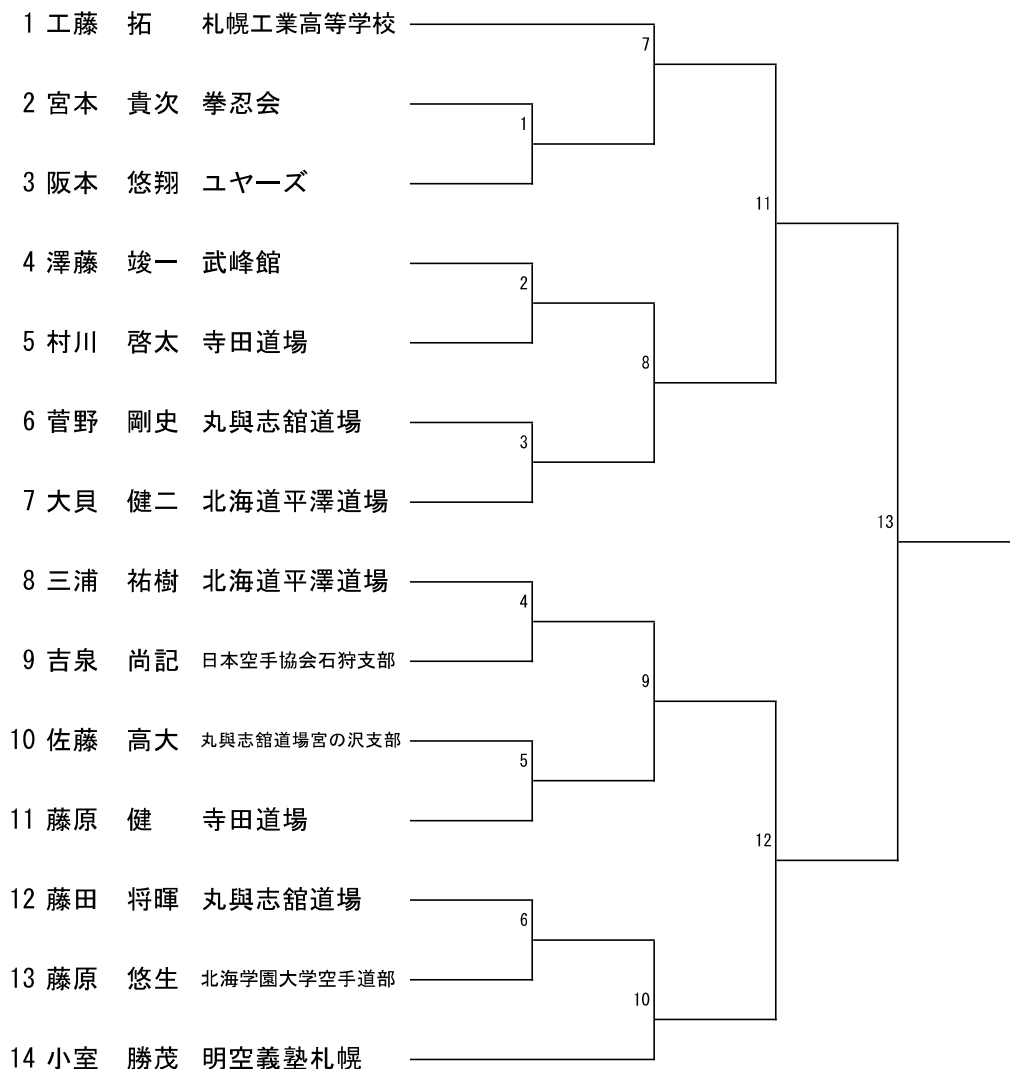 1 工藤 拓 札幌工業高等学校
7
2 宮本 貴次 拳忍会
1
3 阪本 悠翔 ユヤーズ
11
4 澤藤 竣一 武峰館
2
5 村川 啓太 寺田道場
8
6 菅野 剛史 丸與志舘道場
3
7 大貝 健二 北海道平澤道場
13
8 三浦 祐樹 北海道平澤道場
4
9 吉泉 尚記 日本空手協会石狩支部
9
10 佐藤 高大 丸與志舘道場宮の沢支部
5
11 藤原 健 寺田道場
12
12 藤田 将暉 丸與志舘道場
6
13 藤原 悠生 北海学園大学空手道部
10
14 小室 勝茂 明空義塾札幌